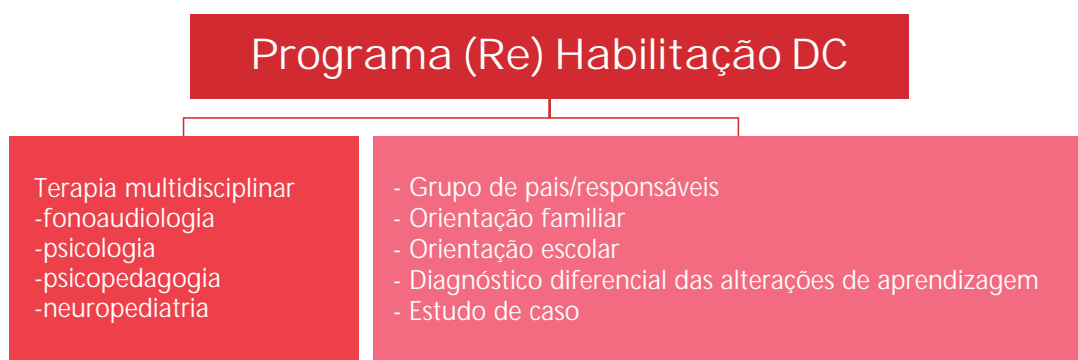 Programa (Re) Habilitação DC
Terapia multidisciplinar
-fonoaudiologia
-psicologia
-psicopedagogia
-neuropediatria
- Grupo de pais/responsáveis
- Orientação familiar
- Orientação escolar
- Diagnóstico diferencial das alterações de aprendizagem
- Estudo de caso